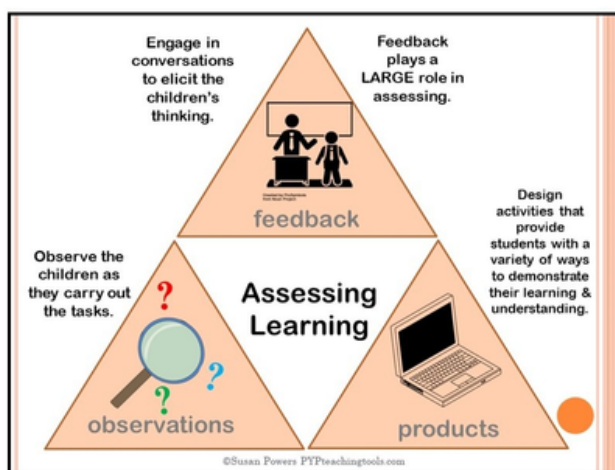 Engage in
conversations
to elicit the
children's
thinking.
Feedback
plays a
LARGE role in
assessing.
feedback
Design
activities that
provide
students with a
variety of ways
to demonstrate
their learning &
understanding.
Observe the
children as
they carry out
the tasks.
?
?
?
Assessing
Learning
observations
products
©Susan Powers PYPteachingtools.com